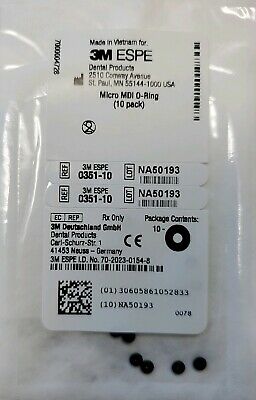 70000044728
Made in Vietnam for:
3M ESPE
Dental Products
2510 Conway Avenue
St. Paul, MN 55144-1000 USA
Micro MDI O-Ring
(10 pack)
REF 3M ESPE 0351-10 LOT NA50193
REF 3M ESPE 0351-10 LOT NA50193
EC REP Rx Only Package Contents:
3M Deutschland GmbH
Dental Products
Carl-Schurz-Str. 1
41453 Neuss - Germany
CE
10 -
3M ESPE I.D. No. 70-2023-0154-8
(01)30605861052833
(10)NA50193
0078